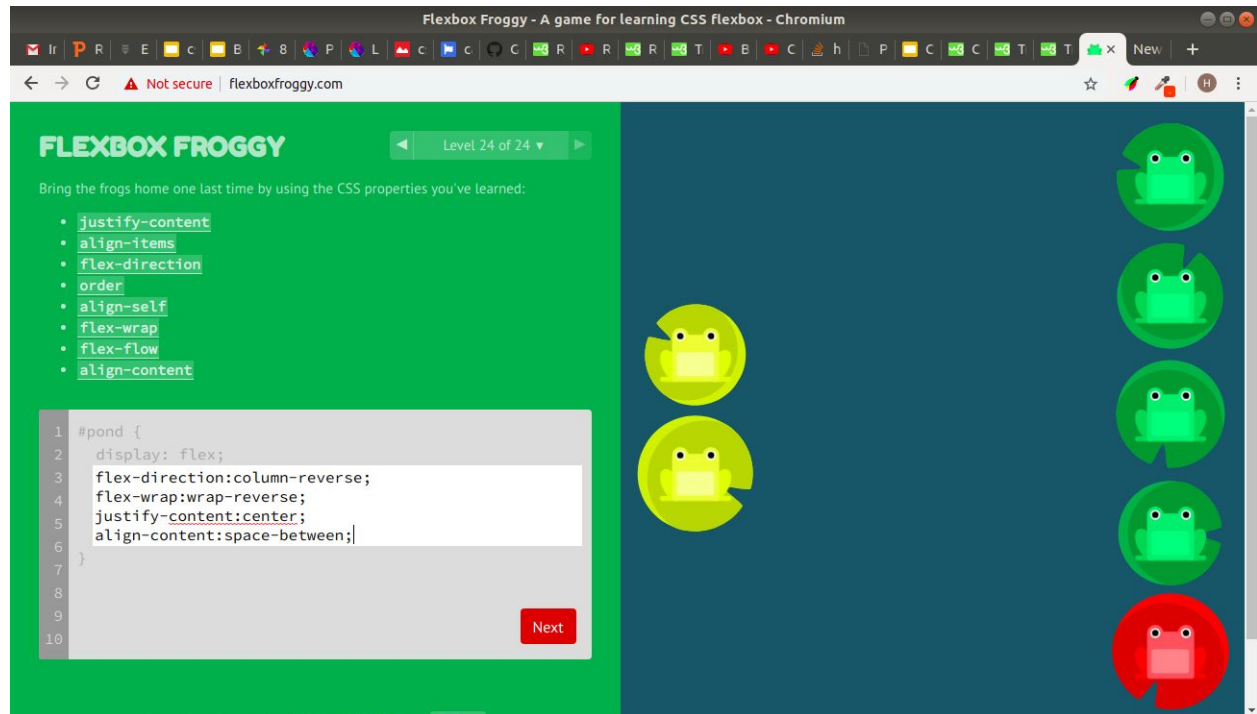 Flexbox Froggy - A game for learning CSS flexbox - Chromium
Ir P R E c B 8 P L c c C R R R T B C h P C C T T × New +
Not secure flexboxfroggy.com H
FLEXBOX FROGGY
◀ Level 24 of 24 ▼ ▶
Bring the frogs home one last time by using the CSS properties you've learned:
• justify-content
• align-items
• flex-direction
• order
• align-self
• flex-wrap
• flex-flow
• align-content
1 #pond {
2 display: flex;
3 flex-direction:column-reverse;
4 flex-wrap:wrap-reverse;
5 justify-content:center;
6 align-content:space-between;
7 }
8
9
10
Next